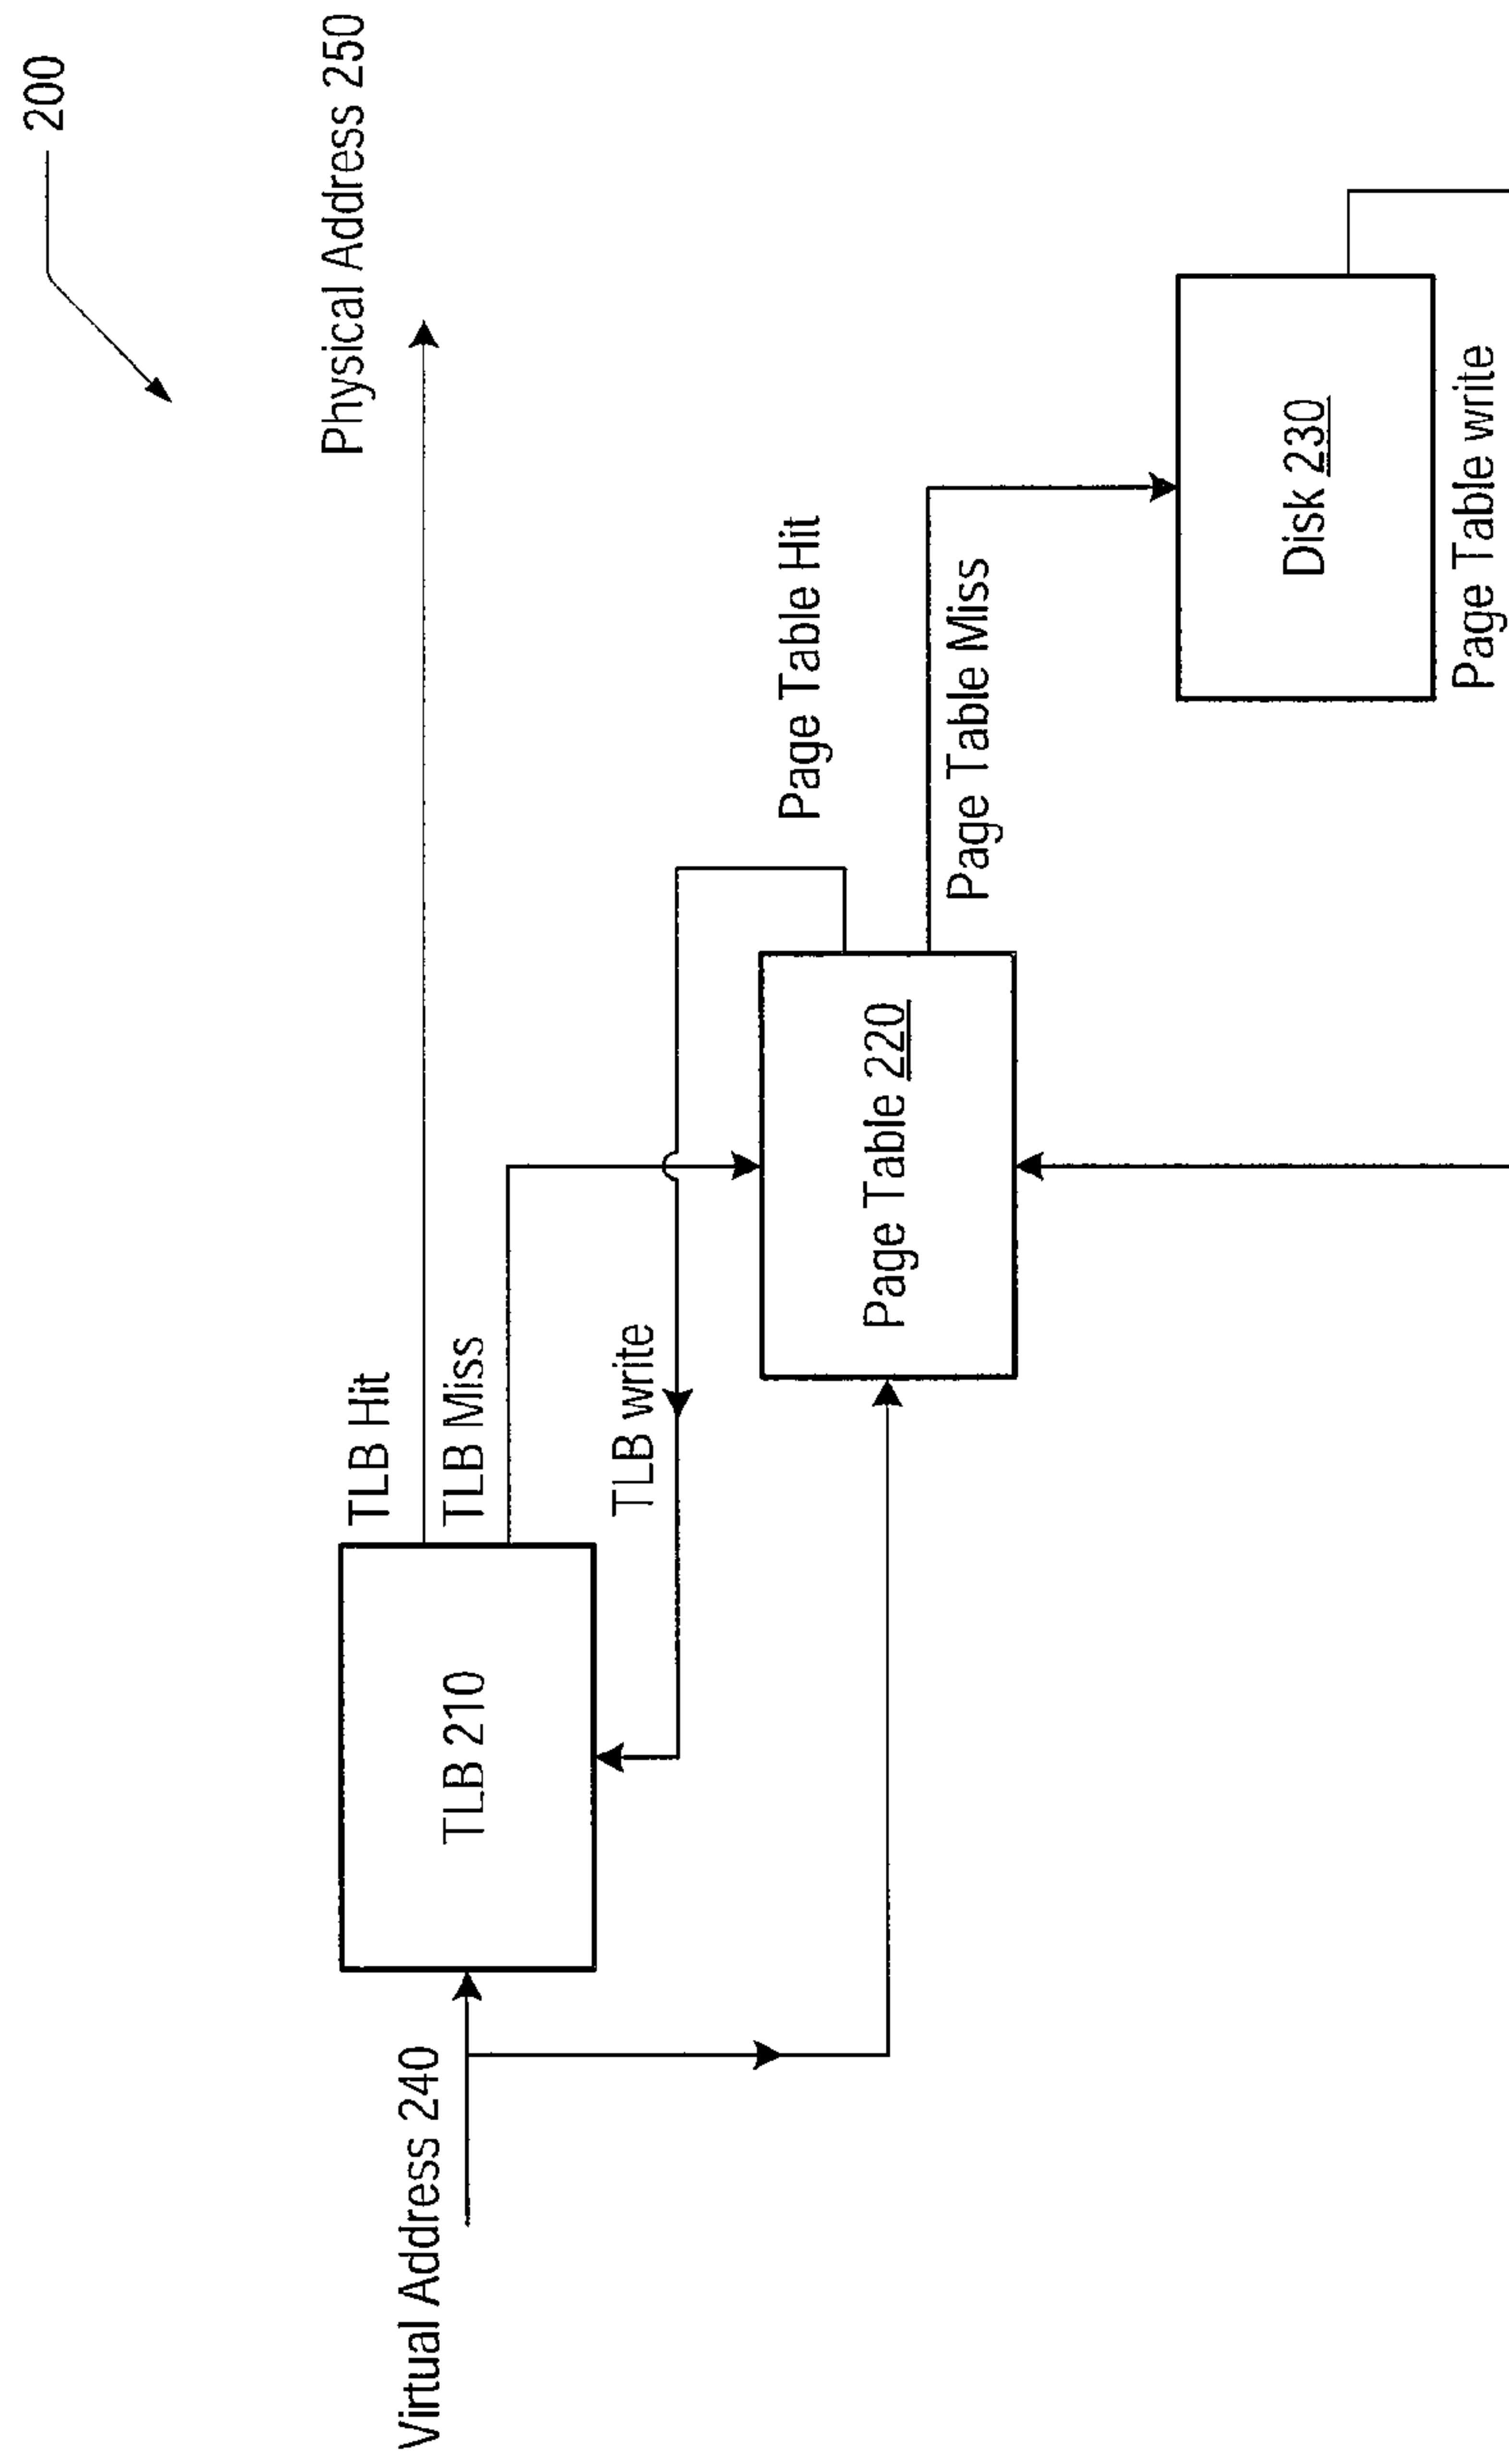 200
Physical Address 250
TLB Hit
TLB Miss
Virtual Address 240
TLB 210
TLB write
Page Table Hit
Page Table 220
Page Table Miss
Disk 230
Page Table write